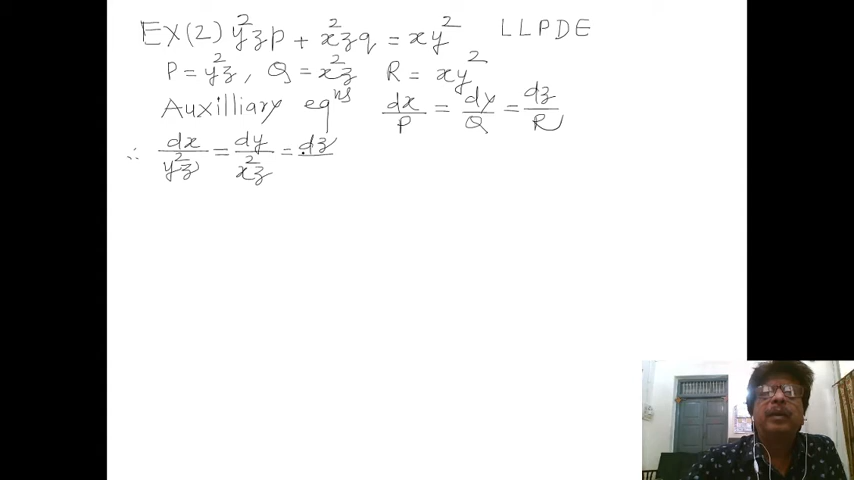 EX(2) y²zp + x²zq = xy² LLPDE
P = y²z, Q = x²z R = xy²
Auxilliary eqⁿˢ dx/P = dy/Q = dz/R
∴ dx/y²z = dy/x²z = dz/